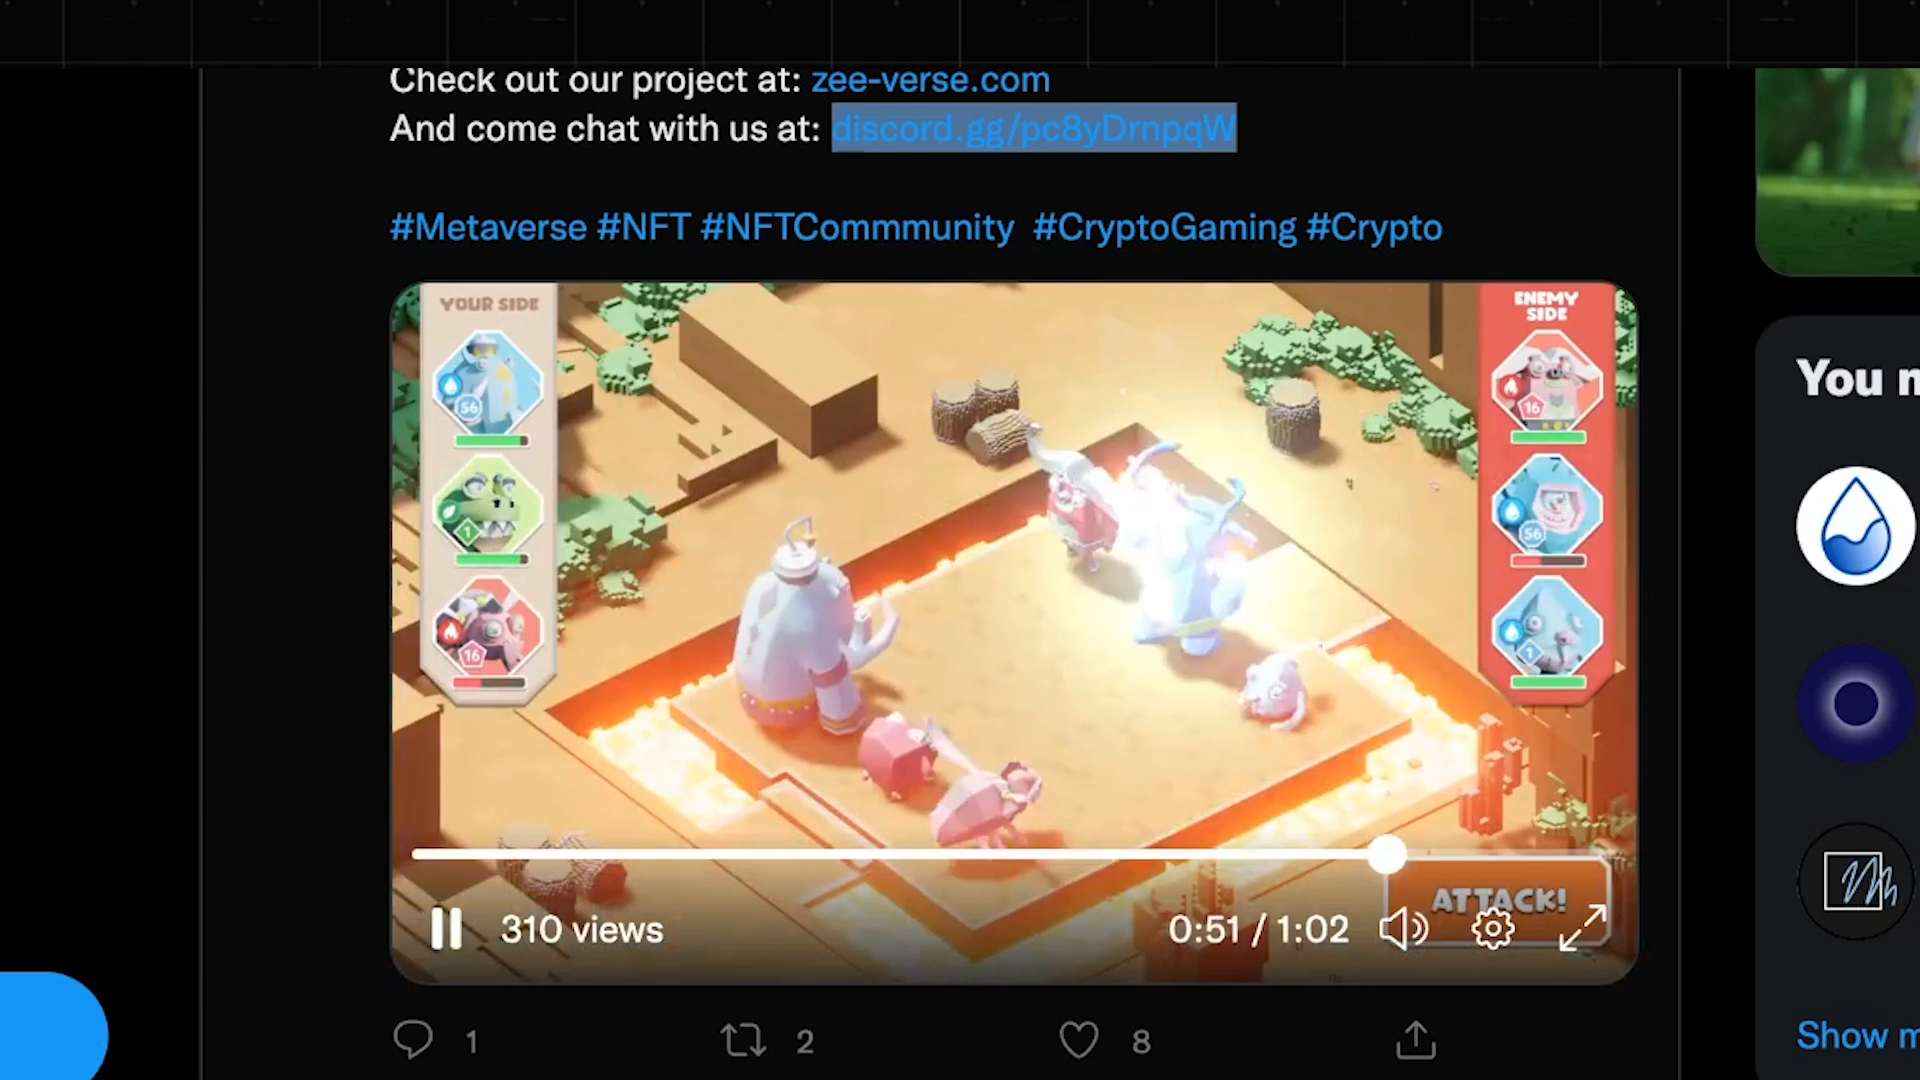 Check out our project at: zee-verse.com
And come chat with us at: discord.gg/pc8yDrnpqW
#Metaverse #NFT #NFTCommmunity #CryptoGaming #Crypto
YOUR SIDE
56
1
16
ENEMY
SIDE
16
56
1
ATTACK!
310 views
0:51 / 1:02
1
2
8
You m
Show m